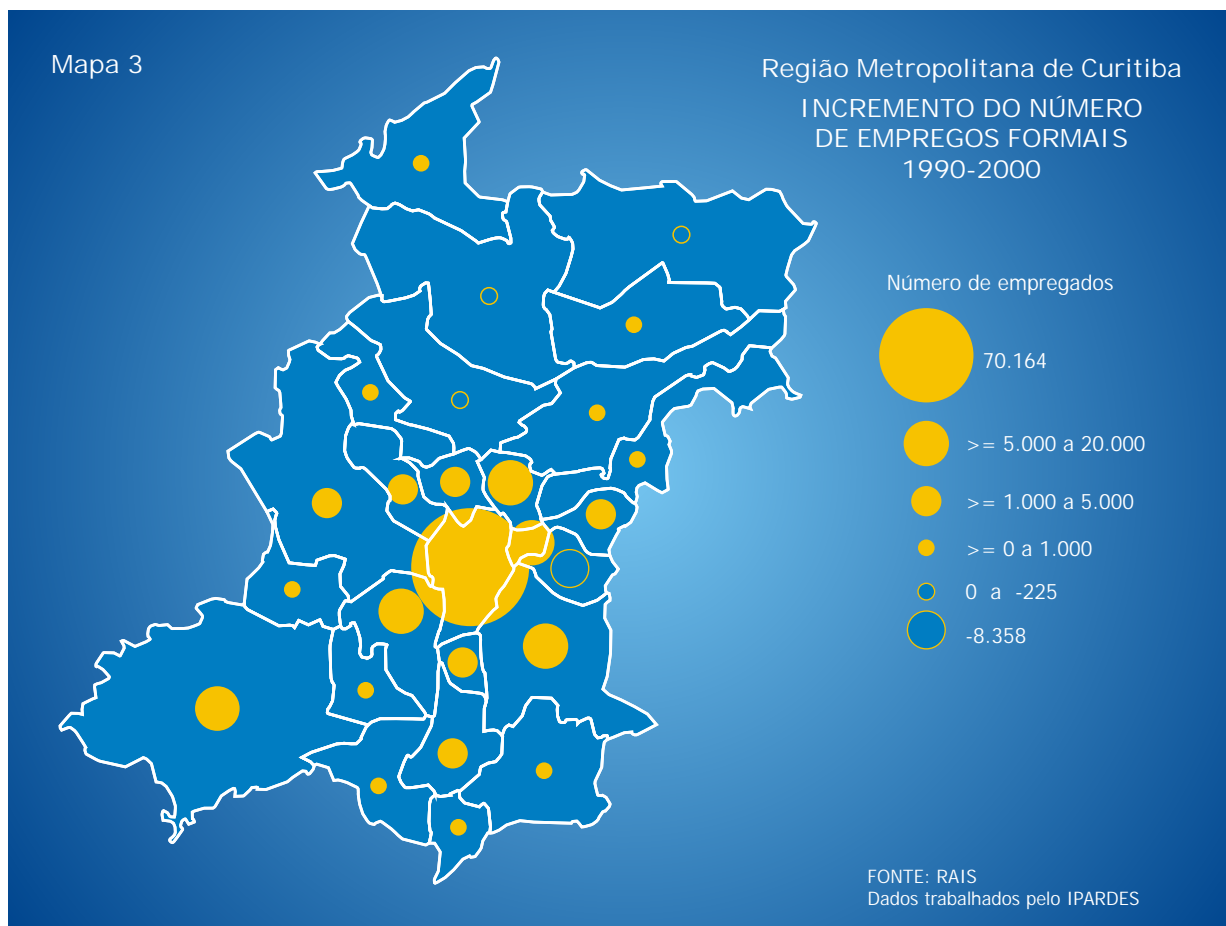 Mapa 3
Região Metropolitana de Curitiba
INCREMENTO DO NÚMERO
DE EMPREGOS FORMAIS
1990-2000
Número de empregados
70.164
>= 5.000 a 20.000
>= 1.000 a 5.000
>= 0 a 1.000
0 a -225
-8.358
FONTE: RAIS
Dados trabalhados pelo IPARDES